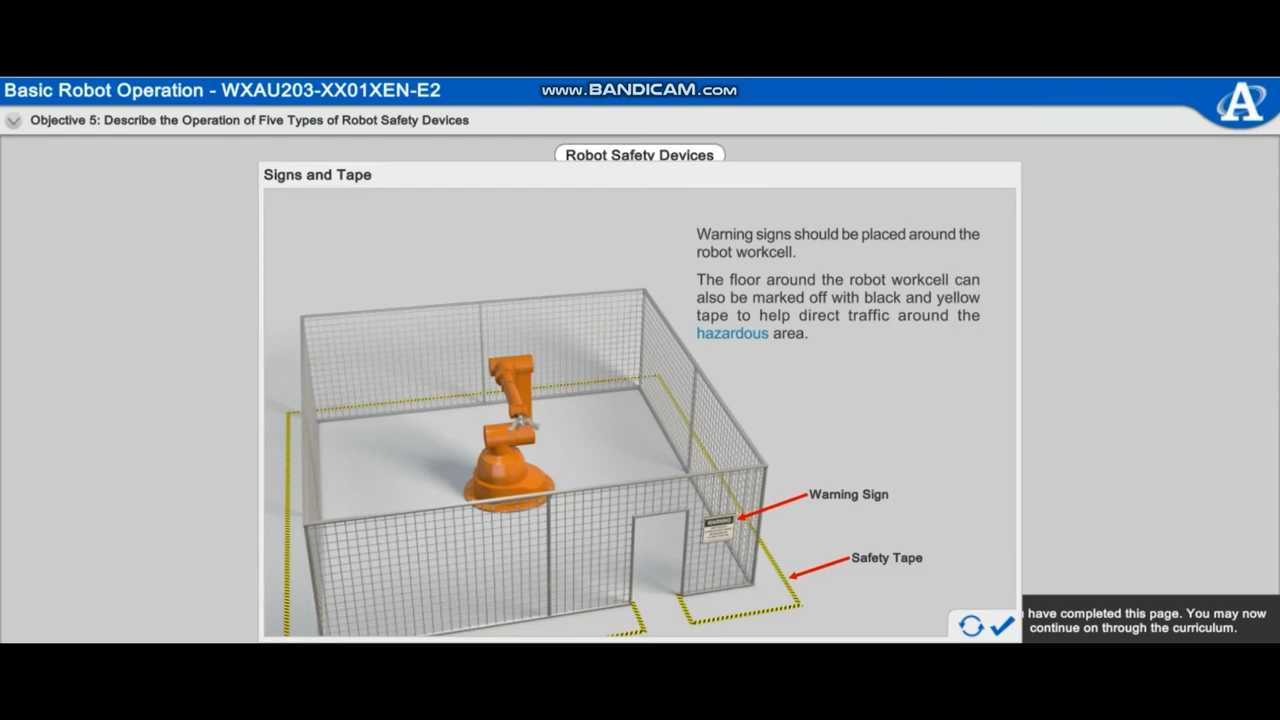 Basic Robot Operation - WXAU203-XX01XEN-E2
www.BANDICAM.com
A
Objective 5: Describe the Operation of Five Types of Robot Safety Devices
Robot Safety Devices
Signs and Tape
Warning signs should be placed around the
robot workcell.
The floor around the robot workcell can
also be marked off with black and yellow
tape to help direct traffic around the
hazardous area.
Warning Sign
WARNING
Safety Tape
have completed this page. You may now
continue on through the curriculum.